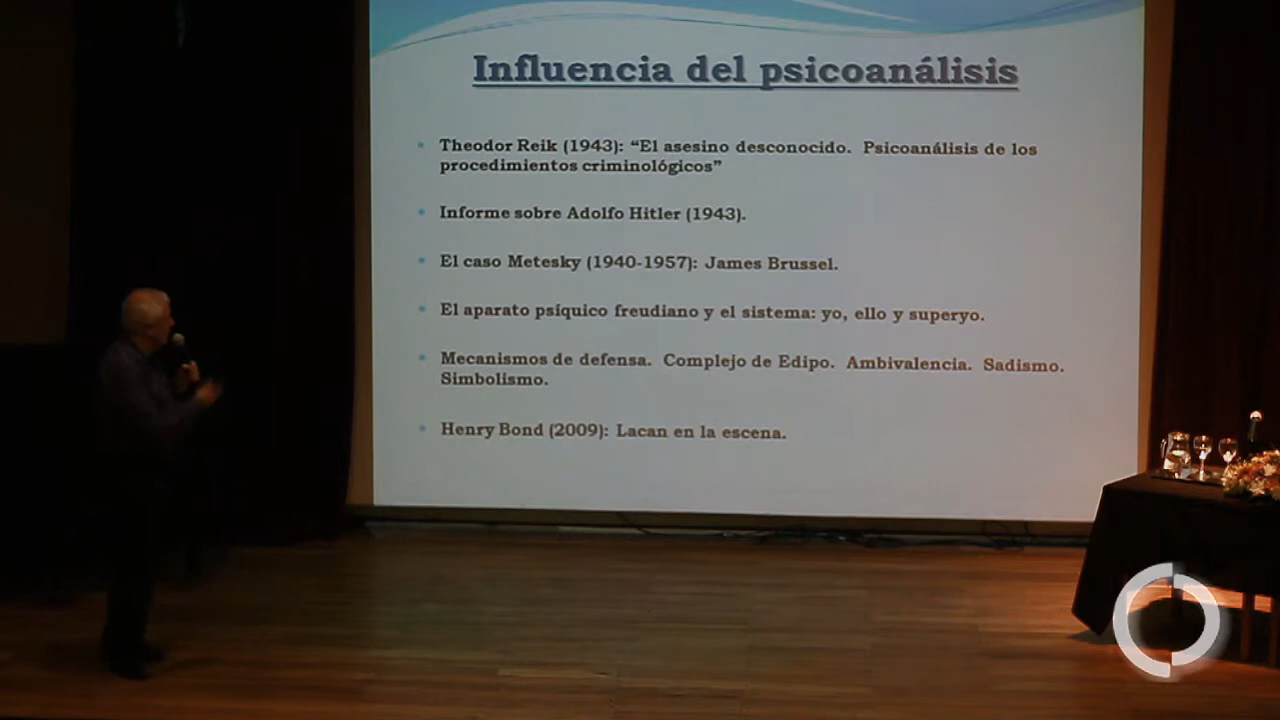 Influencia del psicoanálisis
Theodor Reik (1943): “El asesino desconocido. Psicoanálisis de los
procedimientos criminológicos”
Informe sobre Adolfo Hitler (1943).
El caso Metesky (1940-1957): James Brussel.
El aparato psíquico freudiano y el sistema: yo, ello y superyo.
Mecanismos de defensa. Complejo de Edipo. Ambivalencia. Sadismo.
Simbolismo.
Henry Bond (2009): Lacan en la escena.